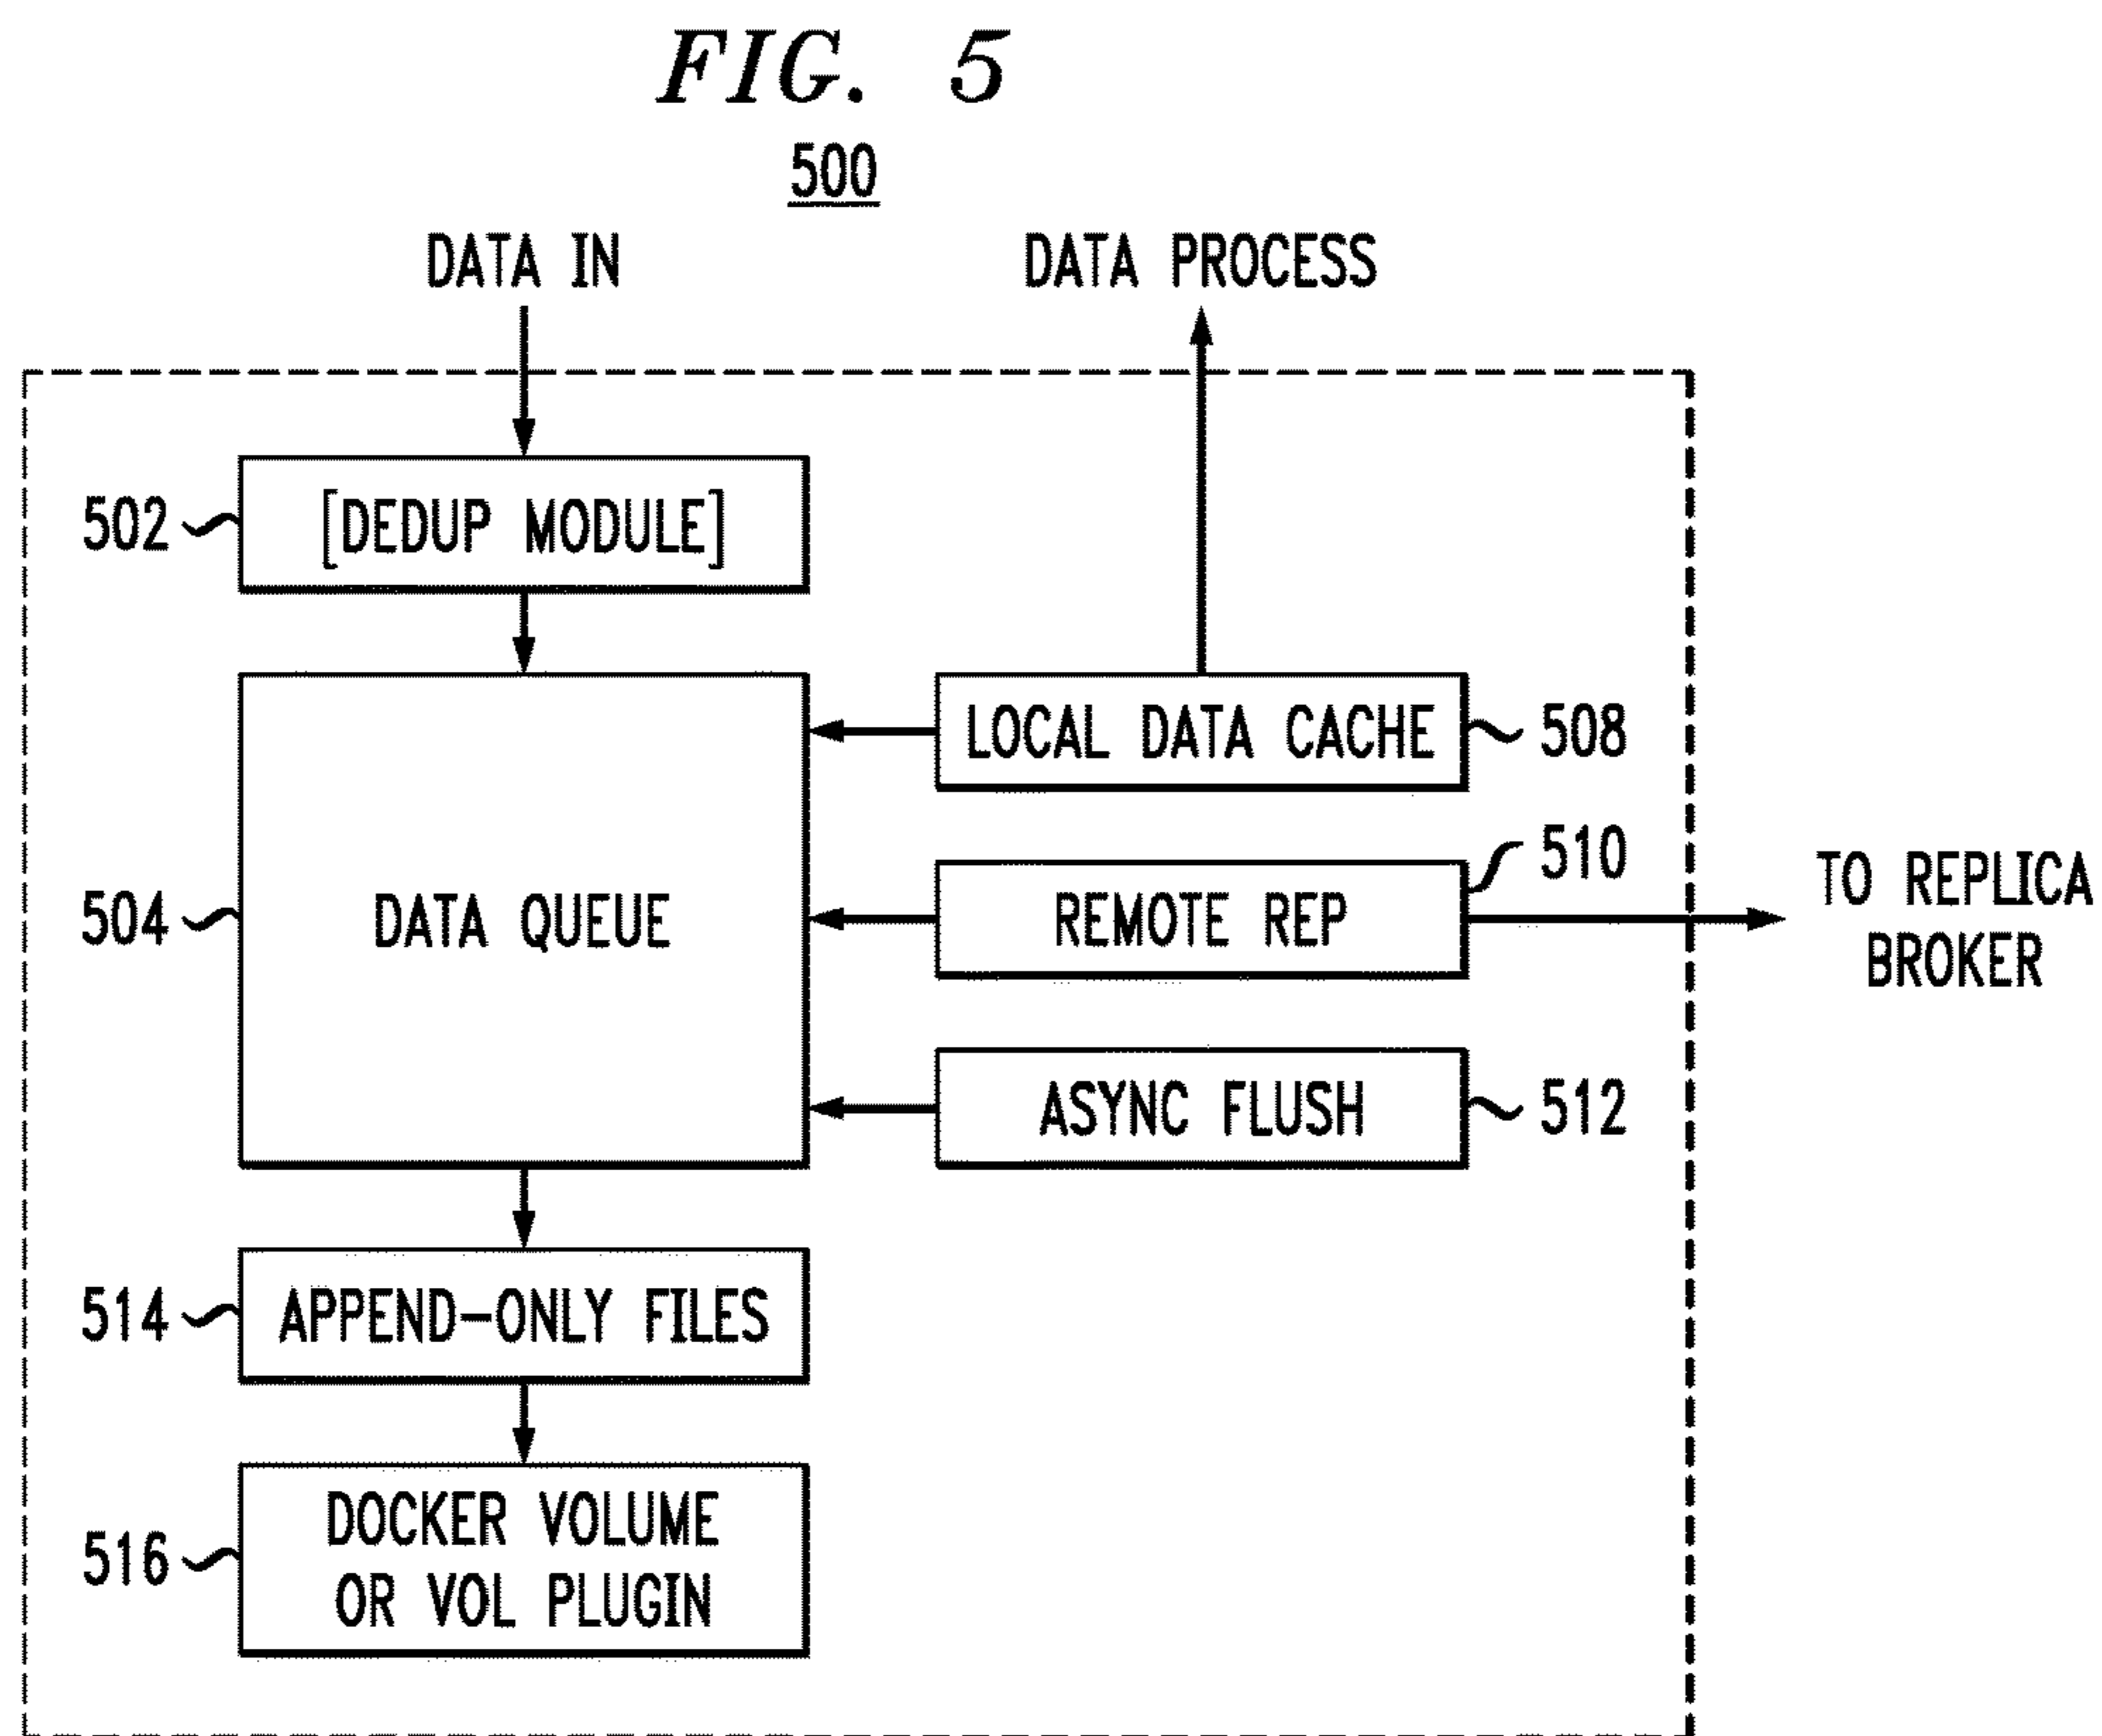 FIG. 5
500
DATA IN
DATA PROCESS
502
[DEDUP MODULE]
504
DATA QUEUE
LOCAL DATA CACHE
508
REMOTE REP
510
TO REPLICA
BROKER
ASYNC FLUSH
512
514
APPEND-ONLY FILES
516
DOCKER VOLUME
OR VOL PLUGIN